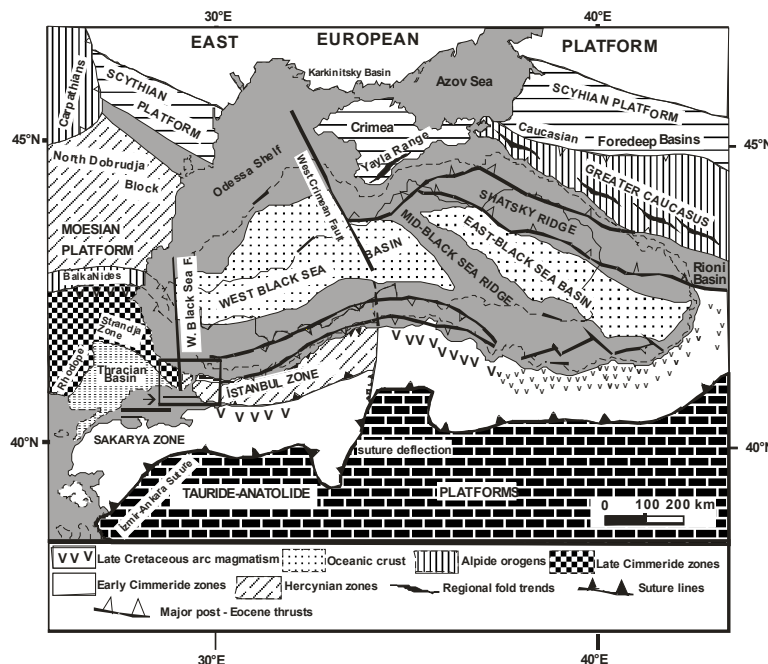 30°E
40°E
EAST EUROPEAN PLATFORM
Karkinitsky Basin
Azov Sea
Carpathians
SCYTHIAN
PLATFORM
SCYHIAN PLATFORM
45°N
45°N
Crimea
Caucasian Foredeep Basins
Yayla Range
North Dobrudja
Block
Odessa Shelf
West Crimean Fault
GREATER CAUCASUS
SHATSKY RIDGE
MOESIAN
PLATFORM
MID-BLACK SEA RIDGE
EAST-BLACK SEA BASIN
WEST BLACK SEA BASIN
Rioni
Basin
Balkanides
W. Black Sea F.
Strandja
Zone
Rhodope
Thracian
Basin
İSTANBUL ZONE
40°N
40°N
SAKARYA ZONE
suture deflection
İzmir-Ankara Suture
TAURIDE-ANATOLIDE PLATFORMS
0 100 200 km
Late Cretaceous arc magmatism
Oceanic crust
Alpide orogens
Late Cimmeride zones
Early Cimmeride zones
Hercynian zones
Regional fold trends
Suture lines
Major post - Eocene thrusts
30°E
40°E